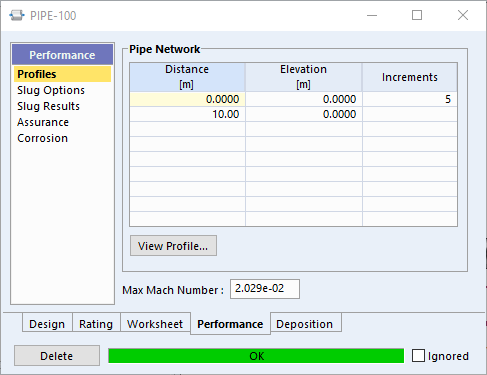 PIPE-100
Performance
Profiles
Slug Options
Slug Results
Assurance
Corrosion
Pipe Network
Distance [m] Elevation [m] Increments
0.0000 0.0000 5
10.00 0.0000
View Profile...
Max Mach Number : 2.029e-02
Design Rating Worksheet Performance Deposition
Delete OK Ignored